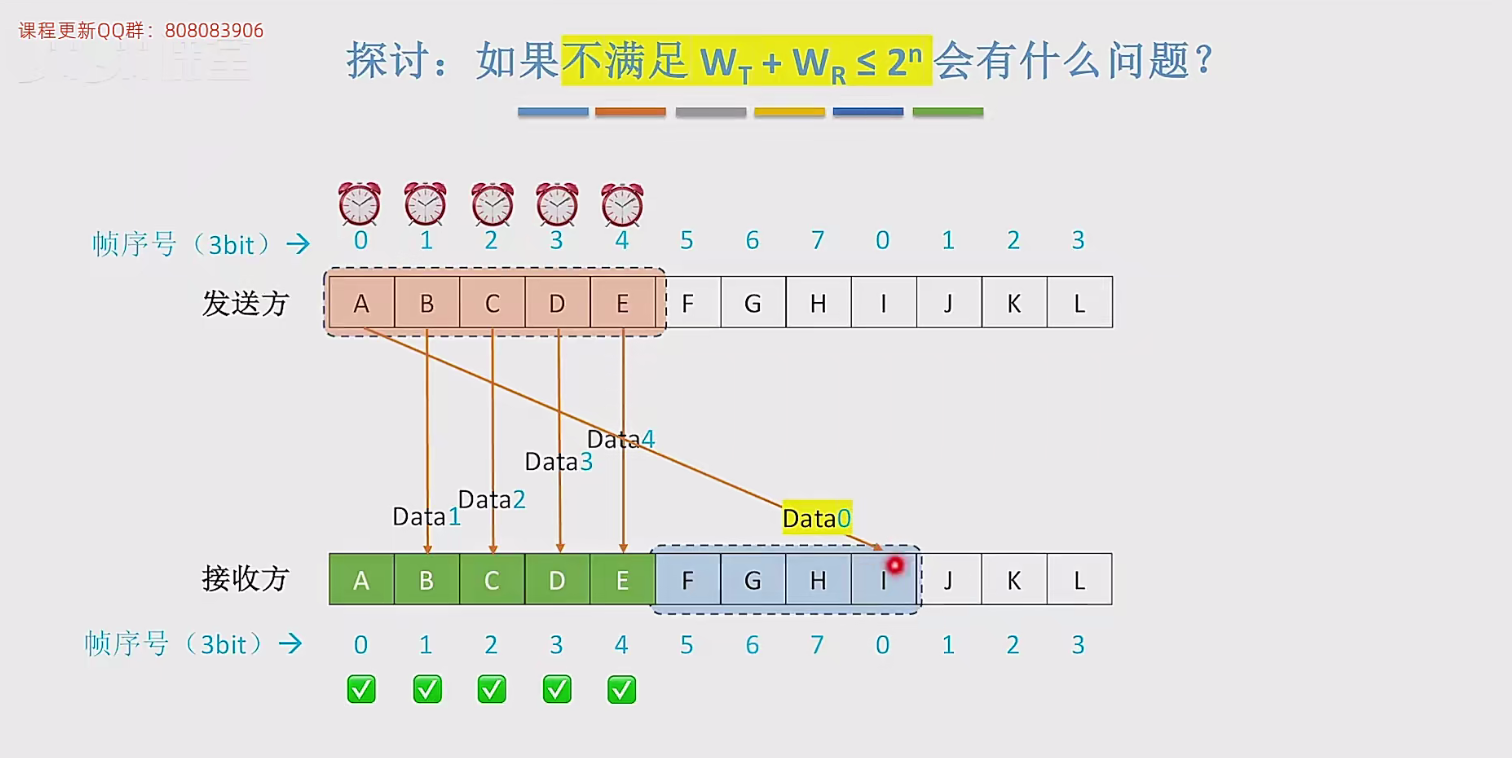 课程更新QQ群：808083906
探讨：如果不满足 W_T + W_R ≤ 2ⁿ 会有什么问题？
帧序号（3bit）→ 0 1 2 3 4 5 6 7 0 1 2 3
发送方 A B C D E F G H I J K L
Data4
Data3
Data2
Data1
Data0
接收方 A B C D E F G H I J K L
帧序号（3bit）→ 0 1 2 3 4 5 6 7 0 1 2 3